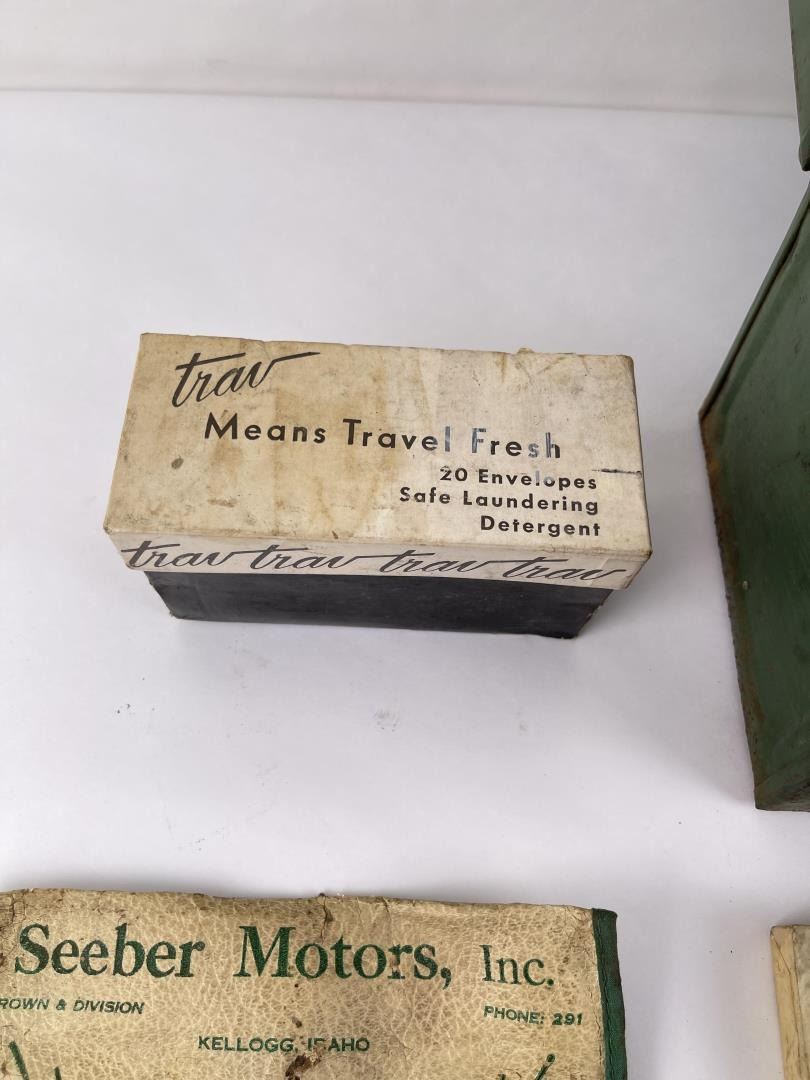 trav
Means Travel Fresh
20 Envelopes
Safe Laundering
Detergent
trav trav trav trav
Seeber Motors, Inc.
& DIVISION
PHONE: 291
KELLOGG, IDAHO